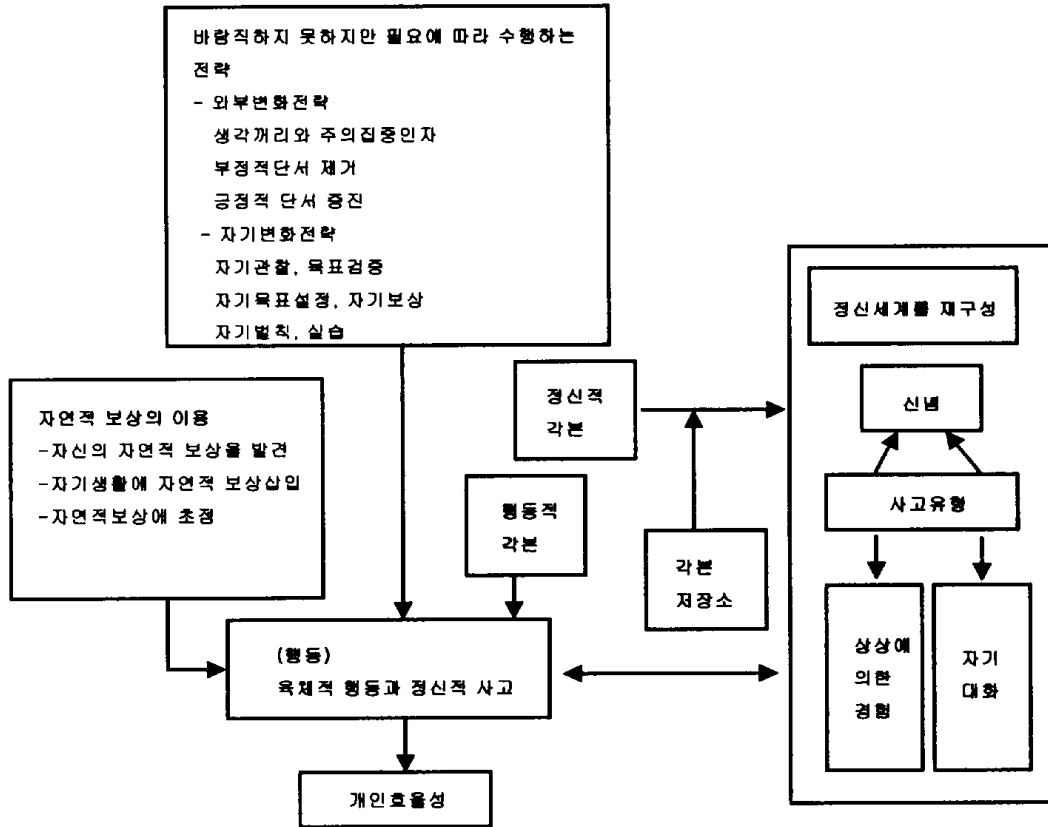 바람직하지 못하지만 필요에 따라 수행하는
전략
- 외부변화전략
생각꺼리와 주의집중인자
부정적단서 제거
긍정적 단서 증진
- 자기변화전략
자기관찰, 목표검증
자기목표설정, 자기보상
자기벌칙, 실습
자연적 보상의 이용
-자신의 자연적 보상을 발견
-자기생활에 자연적 보상삽입
-자연적보상에 초점
정신적
각본
행동적
각본
각본
저장소
(행동)
육체적 행동과 정신적 사고
개인효율성
정신세계를 재구성
신념
사고유형
상상에
의한
경험
자기
대화